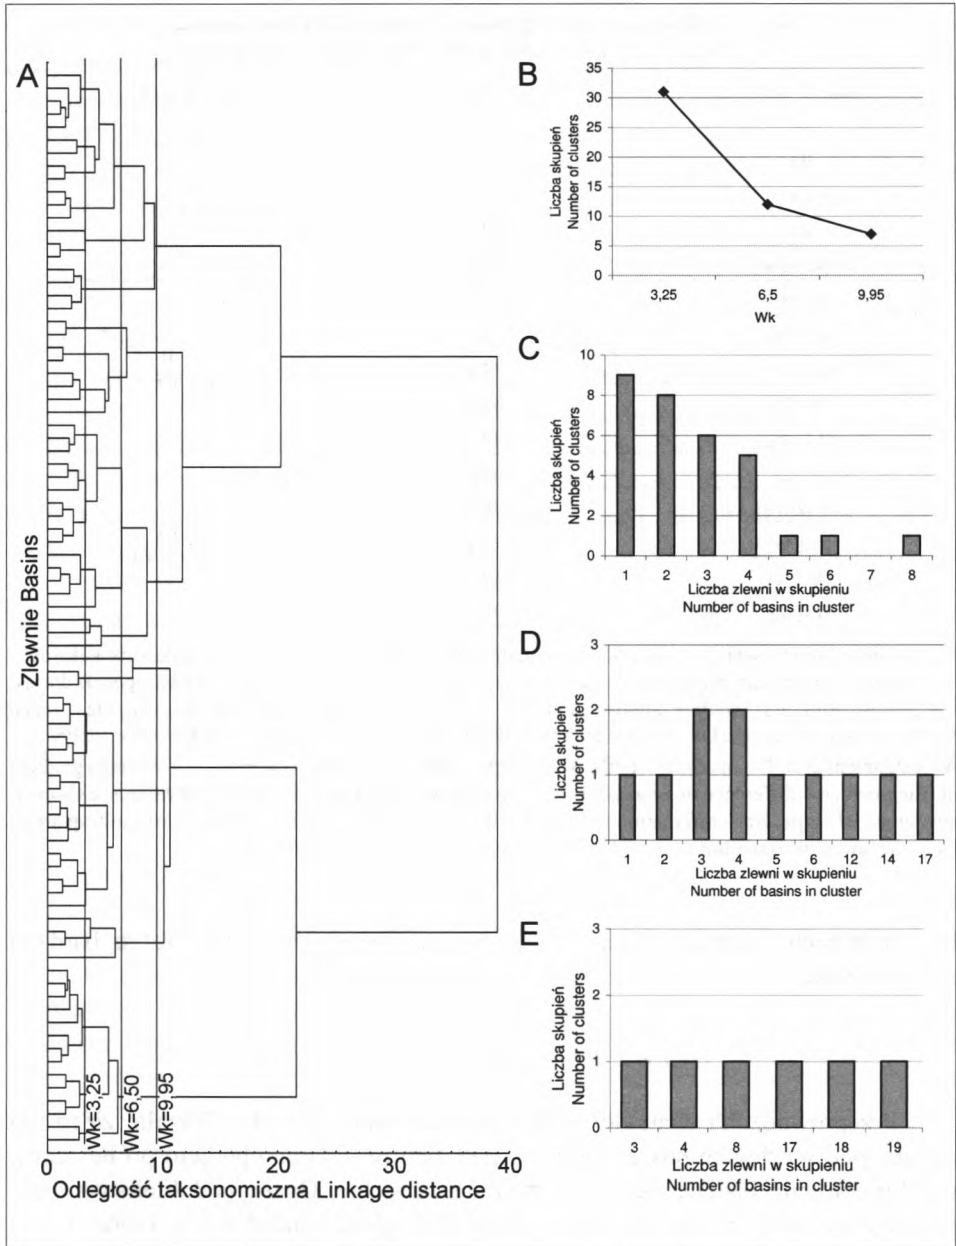 A
Zlewnie Basins
Wk=3,25
Wk=6,50
Wk=9,95
0
10
20
30
40
Odległość taksonomiczna Linkage distance
B
Liczba skupień
Number of clusters
35
30
25
20
15
10
5
0
3,25
6,5
9,95
Wk
C
Liczba skupień
Number of clusters
10
8
6
4
2
0
1
2
3
4
5
6
7
8
Liczba zlewni w skupieniu
Number of basins in cluster
D
Liczba skupień
Number of clusters
3
2
1
0
1
2
3
4
5
6
12
14
17
Liczba zlewni w skupieniu
Number of basins in cluster
E
Liczba skupień
Number of clusters
3
2
1
0
3
4
8
17
18
19
Liczba zlewni w skupieniu
Number of basins in cluster